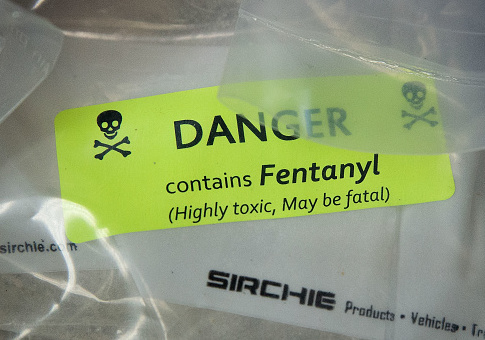 DANGER
contains Fentanyl
(Highly toxic, May be fatal)
sirchie.com
SIRCHIE Products • Vehicles •